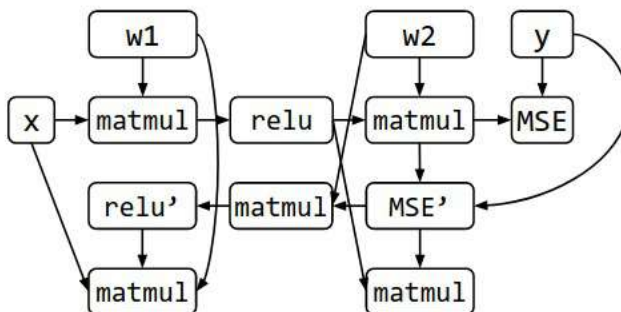 w1 w2 y
x matmul relu matmul MSE
relu’ matmul MSE’
matmul matmul